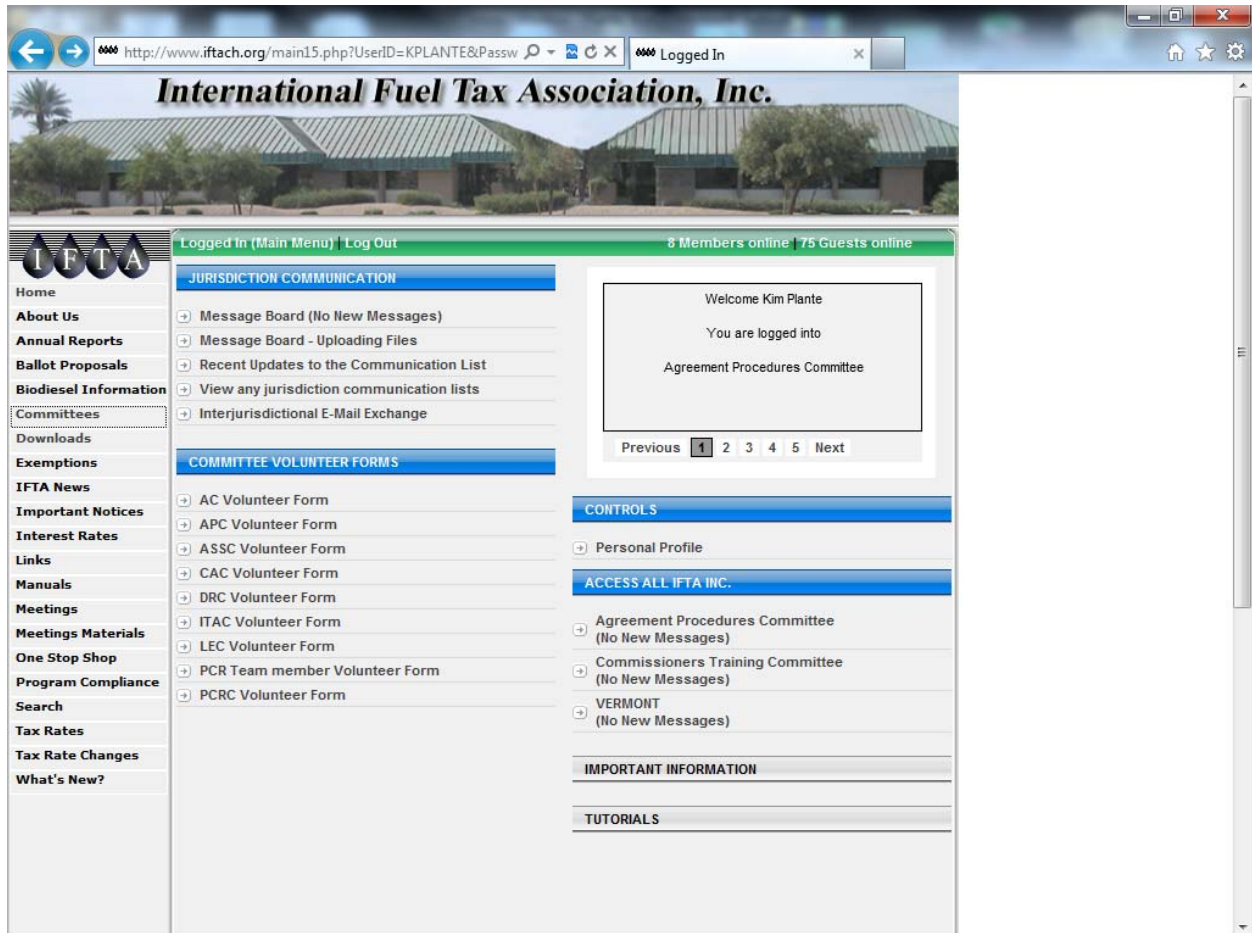 http://www.iftach.org/main15.php?UserID=KPLANTE&Passw
Logged In
International Fuel Tax Association, Inc.
IFTA
Home
About Us
Annual Reports
Ballot Proposals
Biodiesel Information
Committees
Downloads
Exemptions
IFTA News
Important Notices
Interest Rates
Links
Manuals
Meetings
Meetings Materials
One Stop Shop
Program Compliance
Search
Tax Rates
Tax Rate Changes
What's New?
Logged In (Main Menu) | Log Out
8 Members online | 75 Guests online
JURISDICTION COMMUNICATION
Message Board (No New Messages)
Message Board - Uploading Files
Recent Updates to the Communication List
View any jurisdiction communication lists
Interjurisdictional E-Mail Exchange
COMMITTEE VOLUNTEER FORMS
AC Volunteer Form
APC Volunteer Form
ASSC Volunteer Form
CAC Volunteer Form
DRC Volunteer Form
ITAC Volunteer Form
LEC Volunteer Form
PCR Team member Volunteer Form
PCRC Volunteer Form
Welcome Kim Plante
You are logged into
Agreement Procedures Committee
Previous 1 2 3 4 5 Next
CONTROLS
Personal Profile
ACCESS ALL IFTA INC.
Agreement Procedures Committee
(No New Messages)
Commissioners Training Committee
(No New Messages)
VERMONT
(No New Messages)
IMPORTANT INFORMATION
TUTORIALS